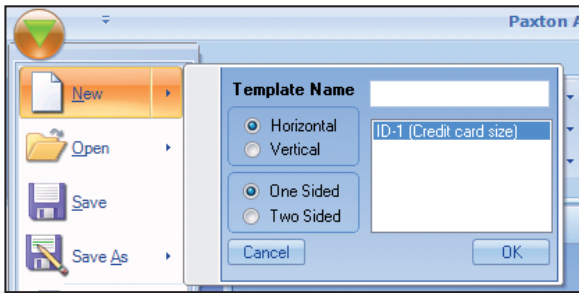 Paxton A
New
Open
Save
Save As
Template Name
Horizontal
Vertical
ID-1 (Credit card size)
One Sided
Two Sided
Cancel
OK